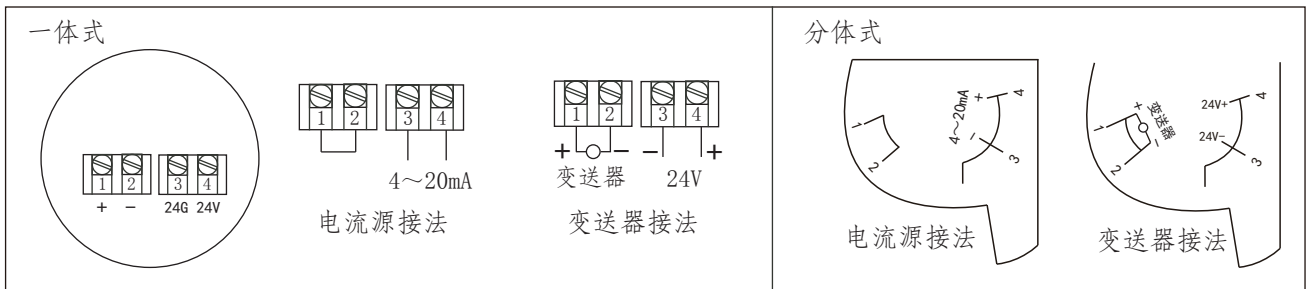 一体式
1 2 3 4
+ - 24G 24V
1 2 3 4
4～20mA
电流源接法
1 2 3 4
+ - - +
变送器 24V
变送器接法
分体式
1 2
4～20mA
+ 4
- 3
电流源接法
1 2
+ 变送器 -
24V+ 4
24V- 3
变送器接法